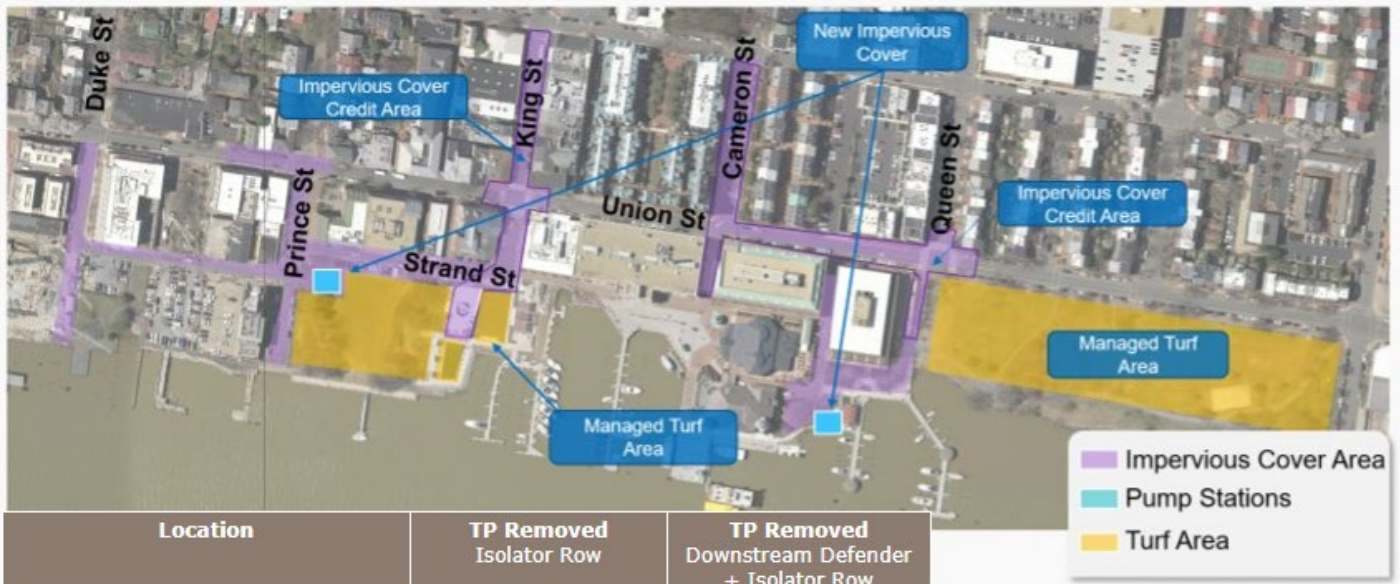 Duke St
Impervious Cover
Credit Area
King St
Cameron St
New Impervious
Cover
Prince St
Union St
Queen St
Impervious Cover
Credit Area
Strand St
Managed Turf
Area
Managed Turf
Area
Impervious Cover Area
Pump Stations
Turf Area
Location
TP Removed
Isolator Row
TP Removed
Downstream Defender
+ Isolator Row